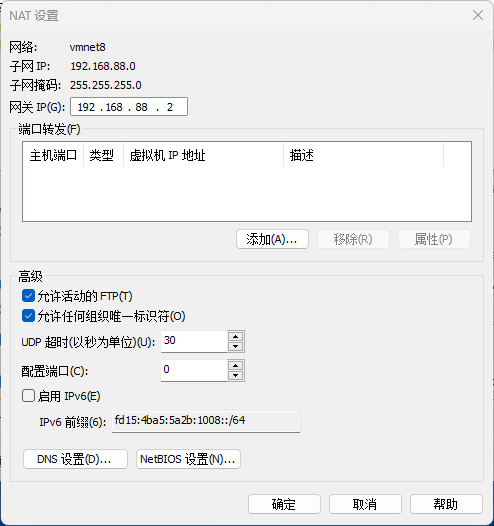 NAT 设置
网络: vmnet8
子网 IP: 192.168.88.0
子网掩码: 255.255.255.0
网关 IP(G): 192 . 168 . 88 . 2
端口转发(F)
主机端口 类型 虚拟机 IP 地址 描述
添加(A)... 移除(R) 属性(P)
高级
允许活动的 FTP(T)
允许任何组织唯一标识符(O)
UDP 超时(以秒为单位)(U): 30
配置端口(C): 0
启用 IPv6(E)
IPv6 前缀(6): fd15:4ba5:5a2b:1008::/64
DNS 设置(D)... NetBIOS 设置(N)...
确定 取消 帮助